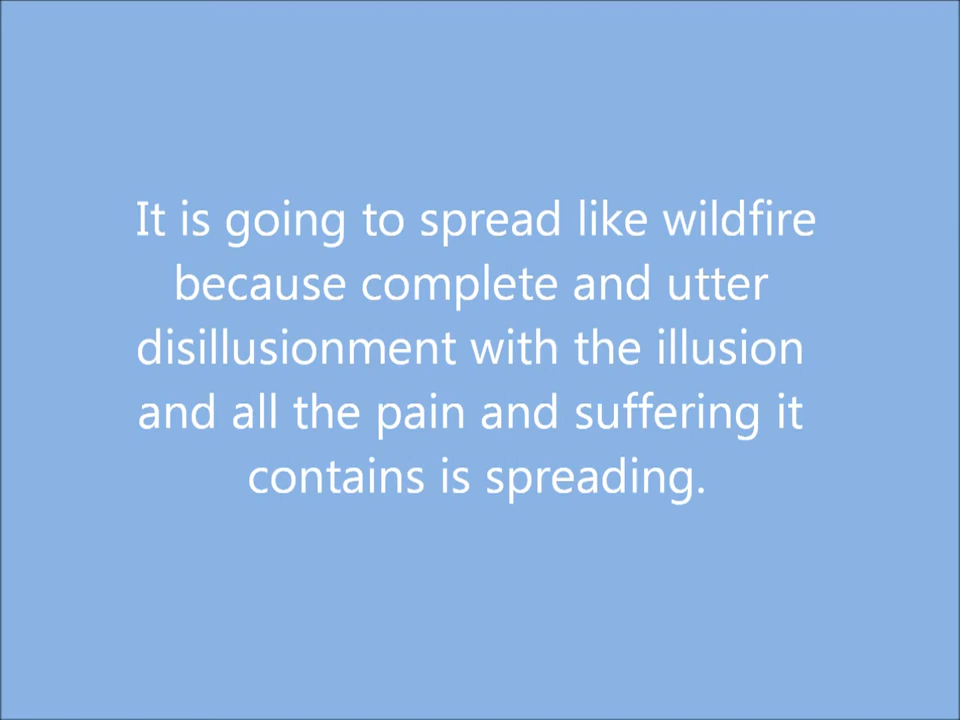 It is going to spread like wildfire
because complete and utter
disillusionment with the illusion
and all the pain and suffering it
contains is spreading.